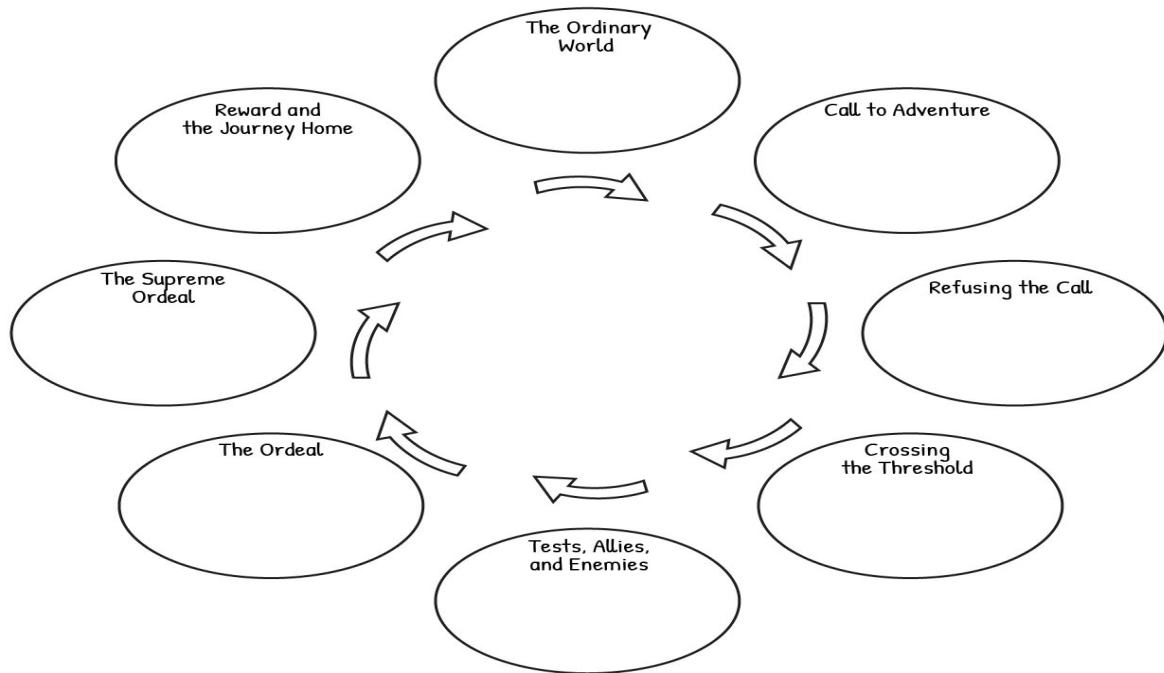 The Ordinary
World
Call to Adventure
Refusing the Call
Crossing
the Threshold
Tests, Allies,
and Enemies
The Ordeal
The Supreme
Ordeal
Reward and
the Journey Home